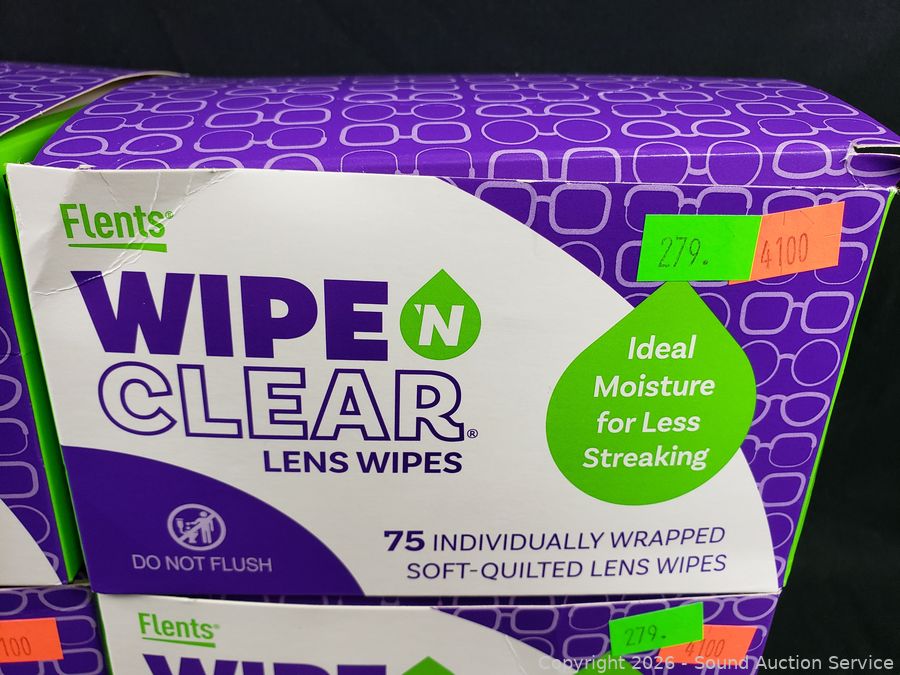 Flents®
WIPE 'N
CLEAR®
LENS WIPES
279.
4100
Ideal
Moisture
for Less
Streaking
DO NOT FLUSH
75 INDIVIDUALLY WRAPPED
SOFT-QUILTED LENS WIPES
100
Flents®
WIPE
279.
4100
Copyright 2026 - Sound Auction Service